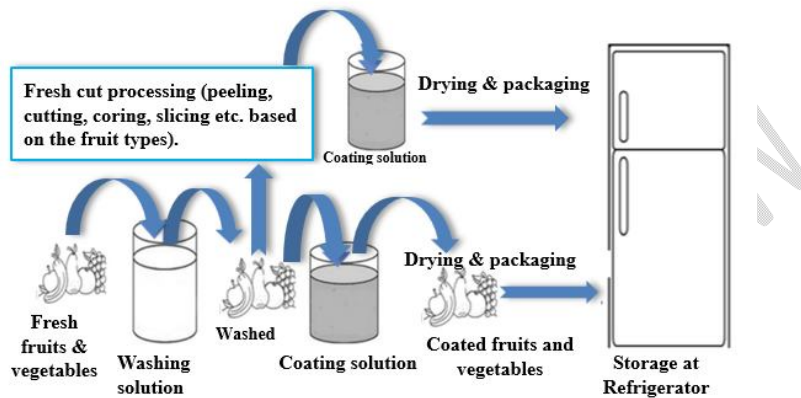 Fresh cut processing (peeling,
cutting, coring, slicing etc. based
on the fruit types).
Drying & packaging
Coating solution
Drying & packaging
Fresh
fruits &
vegetables
Washing
solution
Washed
Coating solution
Coated fruits and
vegetables
Storage at
Refrigerator